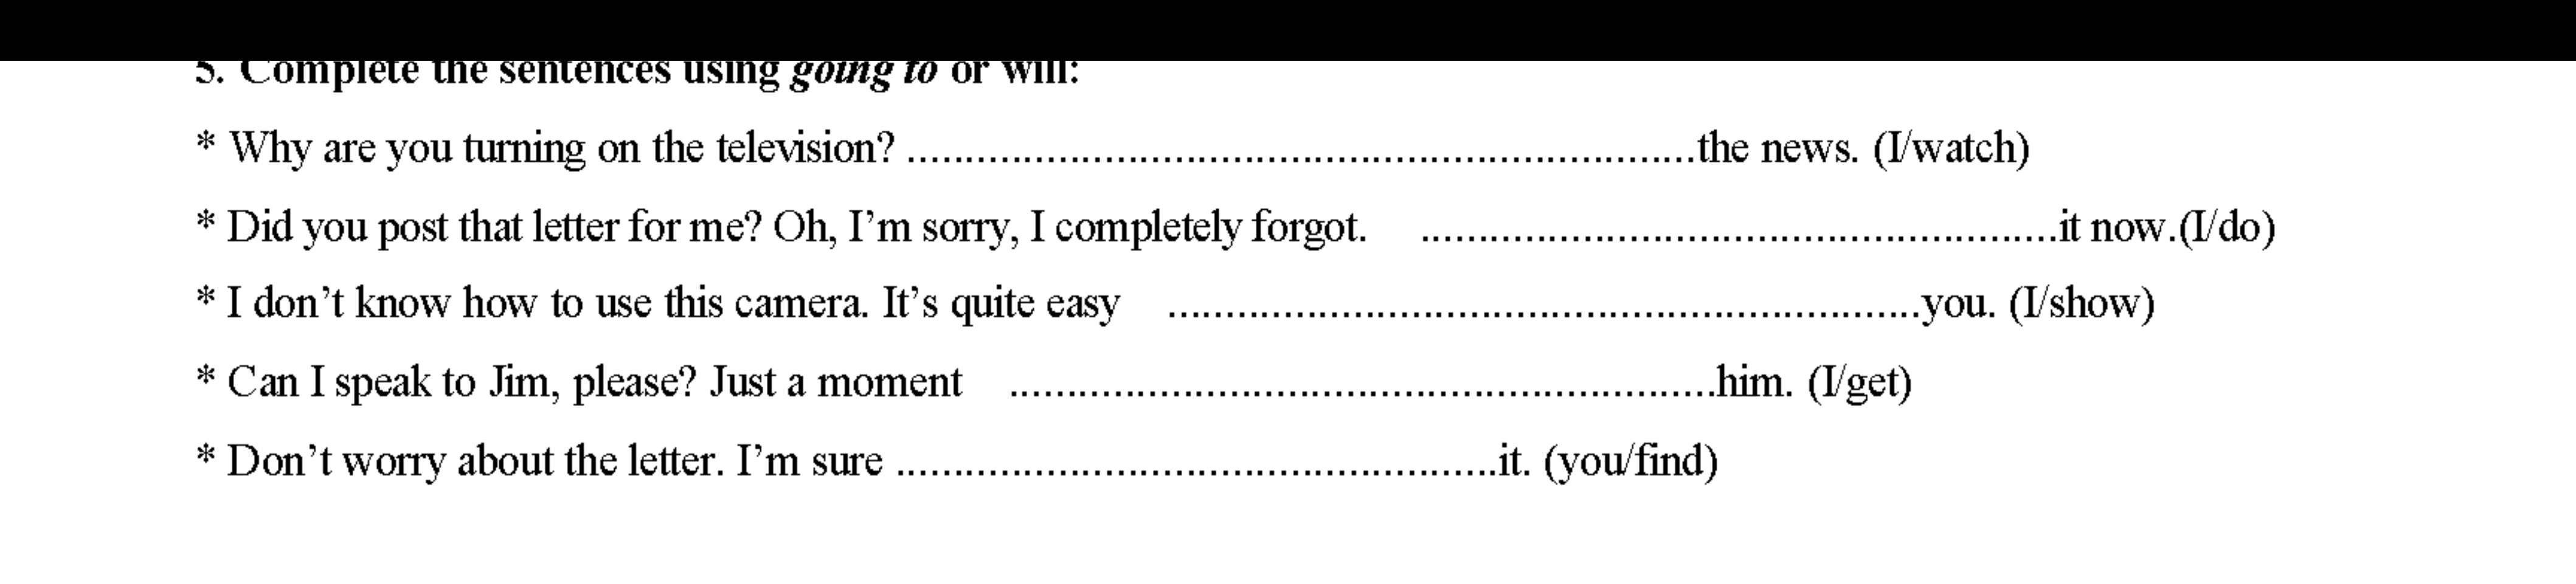 5. Complete the sentences using going to or will:
* Why are you turning on the television? ......................................................................the news. (I/watch)
* Did you post that letter for me? Oh, I’m sorry, I completely forgot. ........................................................it now.(I/do)
* I don’t know how to use this camera. It’s quite easy ..................................................................you. (I/show)
* Can I speak to Jim, please? Just a moment ..............................................................him. (I/get)
* Don’t worry about the letter. I’m sure .....................................................it. (you/find)